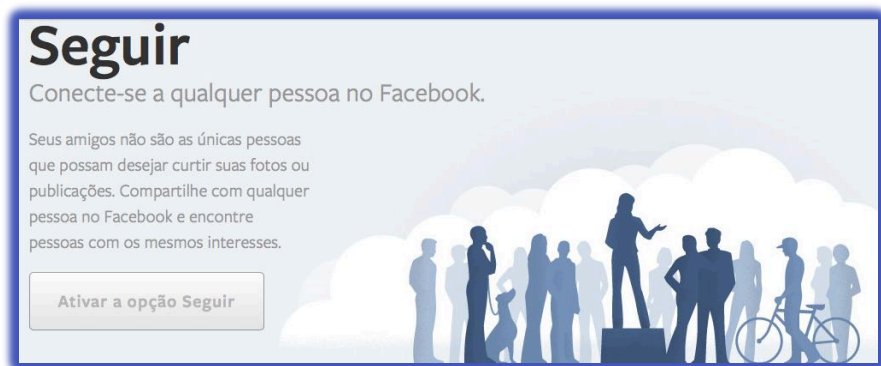 Seguir
Conecte-se a qualquer pessoa no Facebook.
Seus amigos não são as únicas pessoas
que possam desejar curtir suas fotos ou
publicações. Compartilhe com qualquer
pessoa no Facebook e encontre
pessoas com os mesmos interesses.
Ativar a opção Seguir